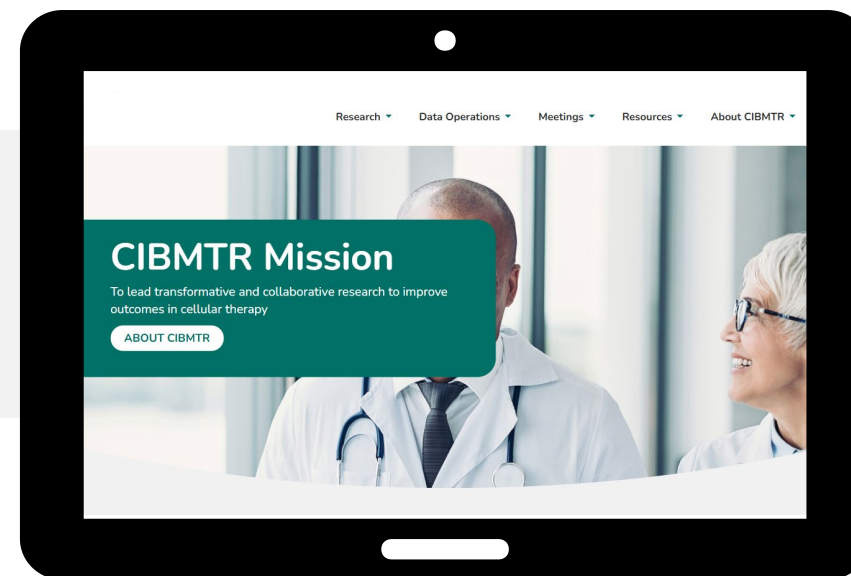 Research Data Operations Meetings Resources About CIBMTR
CIBMTR Mission
To lead transformative and collaborative research to improve
outcomes in cellular therapy
ABOUT CIBMTR